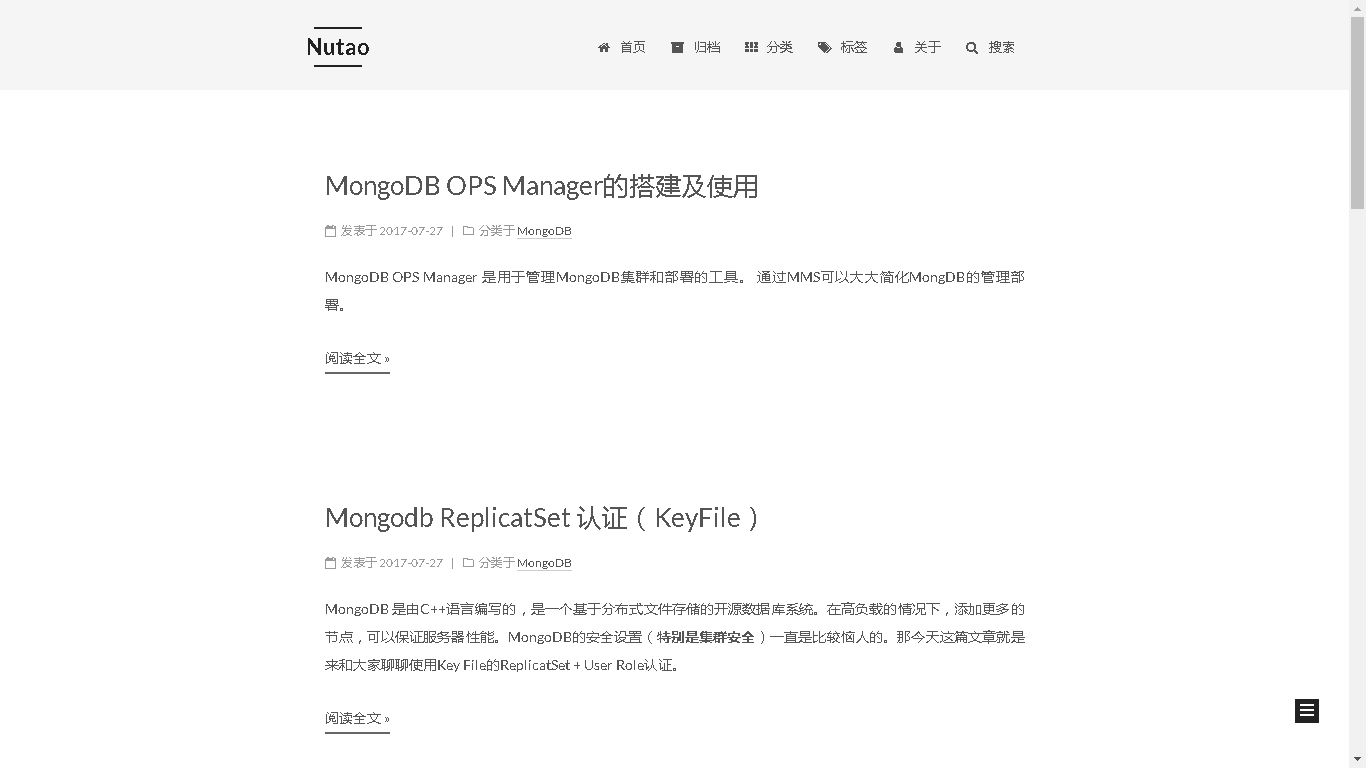 Nutao
首页 归档 分类 标签 关于 搜索
MongoDB OPS Manager的搭建及使用
发表于 2017-07-27 | 分类于 MongoDB
MongoDB OPS Manager 是用于管理MongoDB集群和部署的工具。 通过MMS可以大大简化MongDB的管理部
署。
阅读全文 »
Mongodb ReplicatSet 认证（KeyFile）
发表于 2017-07-27 | 分类于 MongoDB
MongoDB 是由C++语言编写的，是一个基于分布式文件存储的开源数据库系统。在高负载的情况下，添加更多的
节点，可以保证服务器性能。MongoDB的安全设置（特别是集群安全）一直是比较恼人的。那今天这篇文章就是
来和大家聊聊使用Key File的ReplicatSet + User Role认证。
阅读全文 »